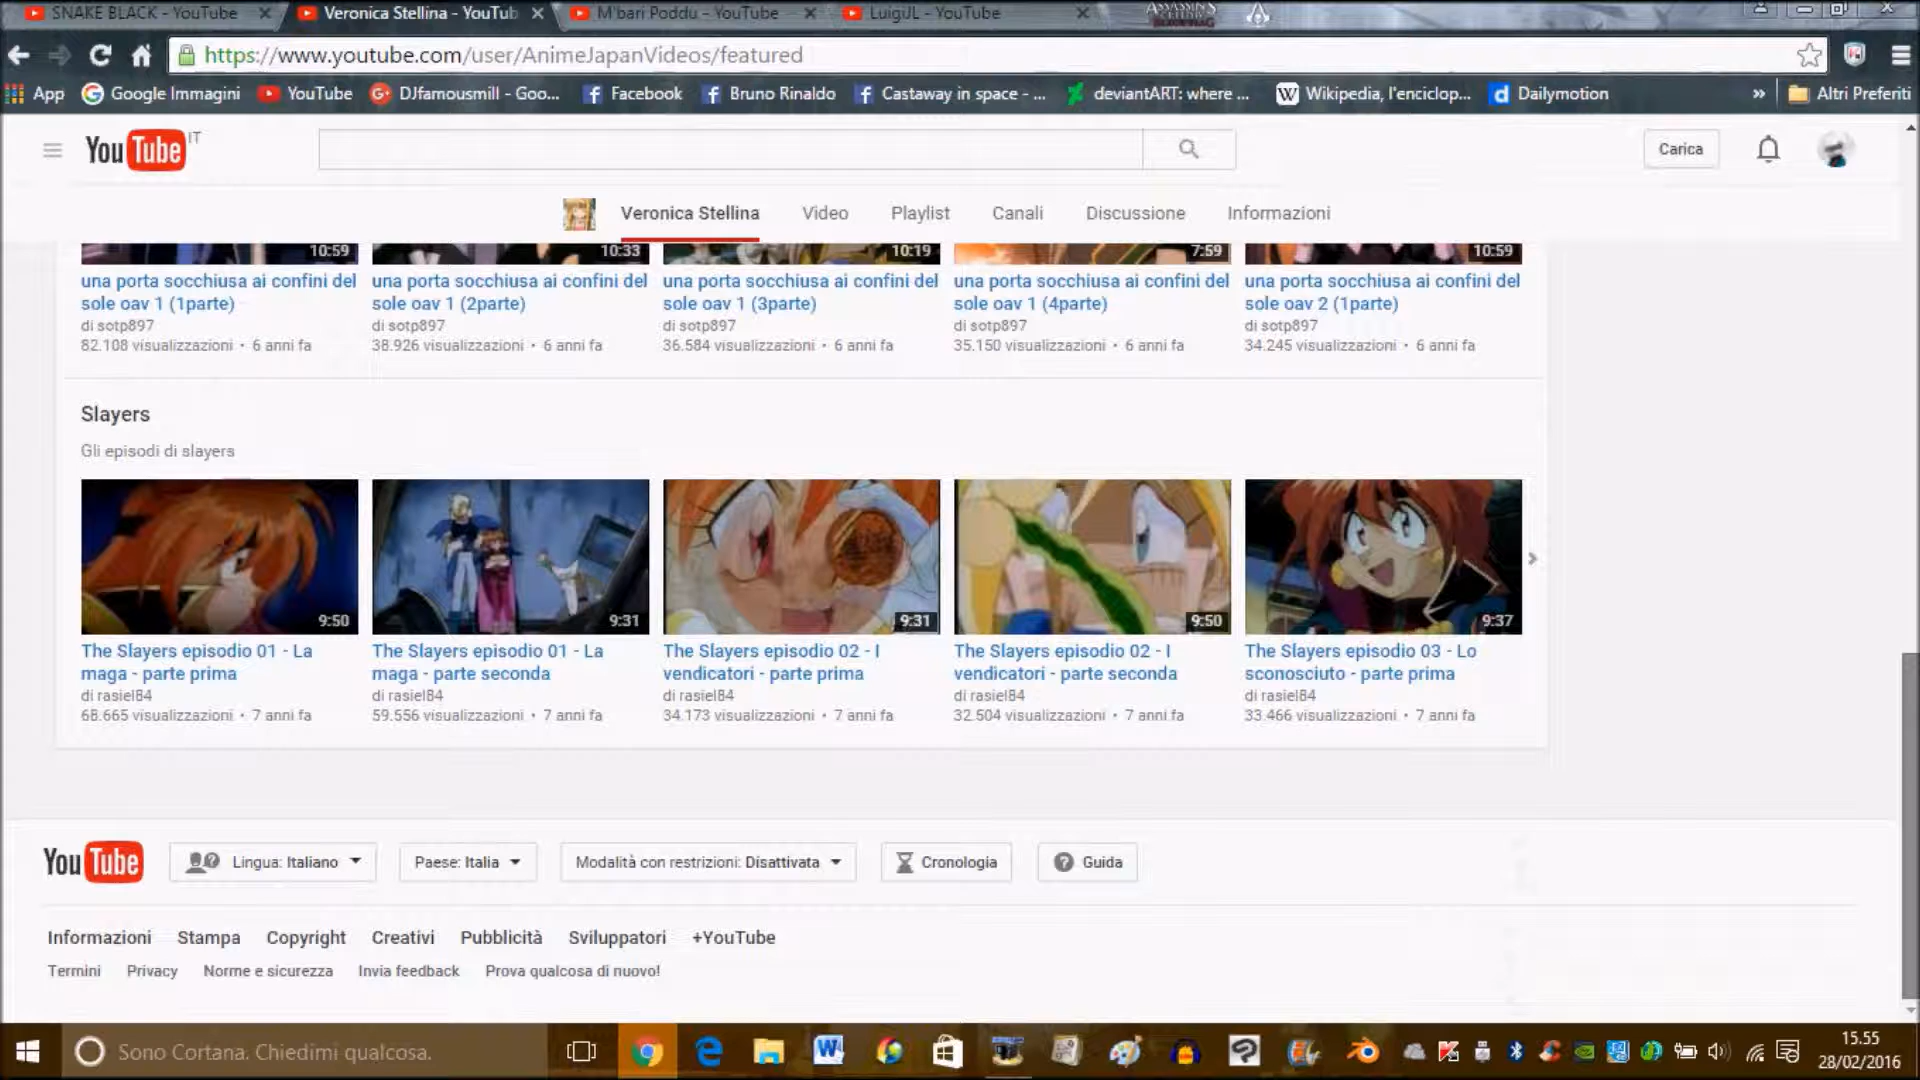 SNAKE BLACK - YouTube
Veronica Stellina - YouTub
M'bari Poddu - YouTube
LuigiJL - YouTube
ASSASSIN'S
https://www.youtube.com/user/AnimeJapanVideos/featured
App
Google Immagini
YouTube
DJfamousmill - Goo...
Facebook
Bruno Rinaldo
Castaway in space - ...
deviantART: where ...
Wikipedia, l'enciclop...
Dailymotion
»
Altri Preferiti
YouTube IT
Carica
Veronica Stellina
Video
Playlist
Canali
Discussione
Informazioni
10:59
10:33
10:19
7:59
10:59
una porta socchiusa ai confini del
sole oav 1 (1parte)
di sotp897
82.108 visualizzazioni • 6 anni fa
una porta socchiusa ai confini del
sole oav 1 (2parte)
di sotp897
38.926 visualizzazioni • 6 anni fa
una porta socchiusa ai confini del
sole oav 1 (3parte)
di sotp897
36.584 visualizzazioni • 6 anni fa
una porta socchiusa ai confini del
sole oav 1 (4parte)
di sotp897
35.150 visualizzazioni • 6 anni fa
una porta socchiusa ai confini del
sole oav 2 (1parte)
di sotp897
34.245 visualizzazioni • 6 anni fa
Slayers
Gli episodi di slayers
9:50
9:31
9:31
9:50
9:37
The Slayers episodio 01 - La
maga - parte prima
di rasiel84
68.665 visualizzazioni • 7 anni fa
The Slayers episodio 01 - La
maga - parte seconda
di rasiel84
59.556 visualizzazioni • 7 anni fa
The Slayers episodio 02 - I
vendicatori - parte prima
di rasiel84
34.173 visualizzazioni • 7 anni fa
The Slayers episodio 02 - I
vendicatori - parte seconda
di rasiel84
32.504 visualizzazioni • 7 anni fa
The Slayers episodio 03 - Lo
sconosciuto - parte prima
di rasiel84
33.466 visualizzazioni • 7 anni fa
YouTube
Lingua: Italiano
Paese: Italia
Modalità con restrizioni: Disattivata
Cronologia
Guida
Informazioni
Stampa
Copyright
Creativi
Pubblicità
Sviluppatori
+YouTube
Termini
Privacy
Norme e sicurezza
Invia feedback
Prova qualcosa di nuovo!
Sono Cortana. Chiedimi qualcosa.
15.55
28/02/2016